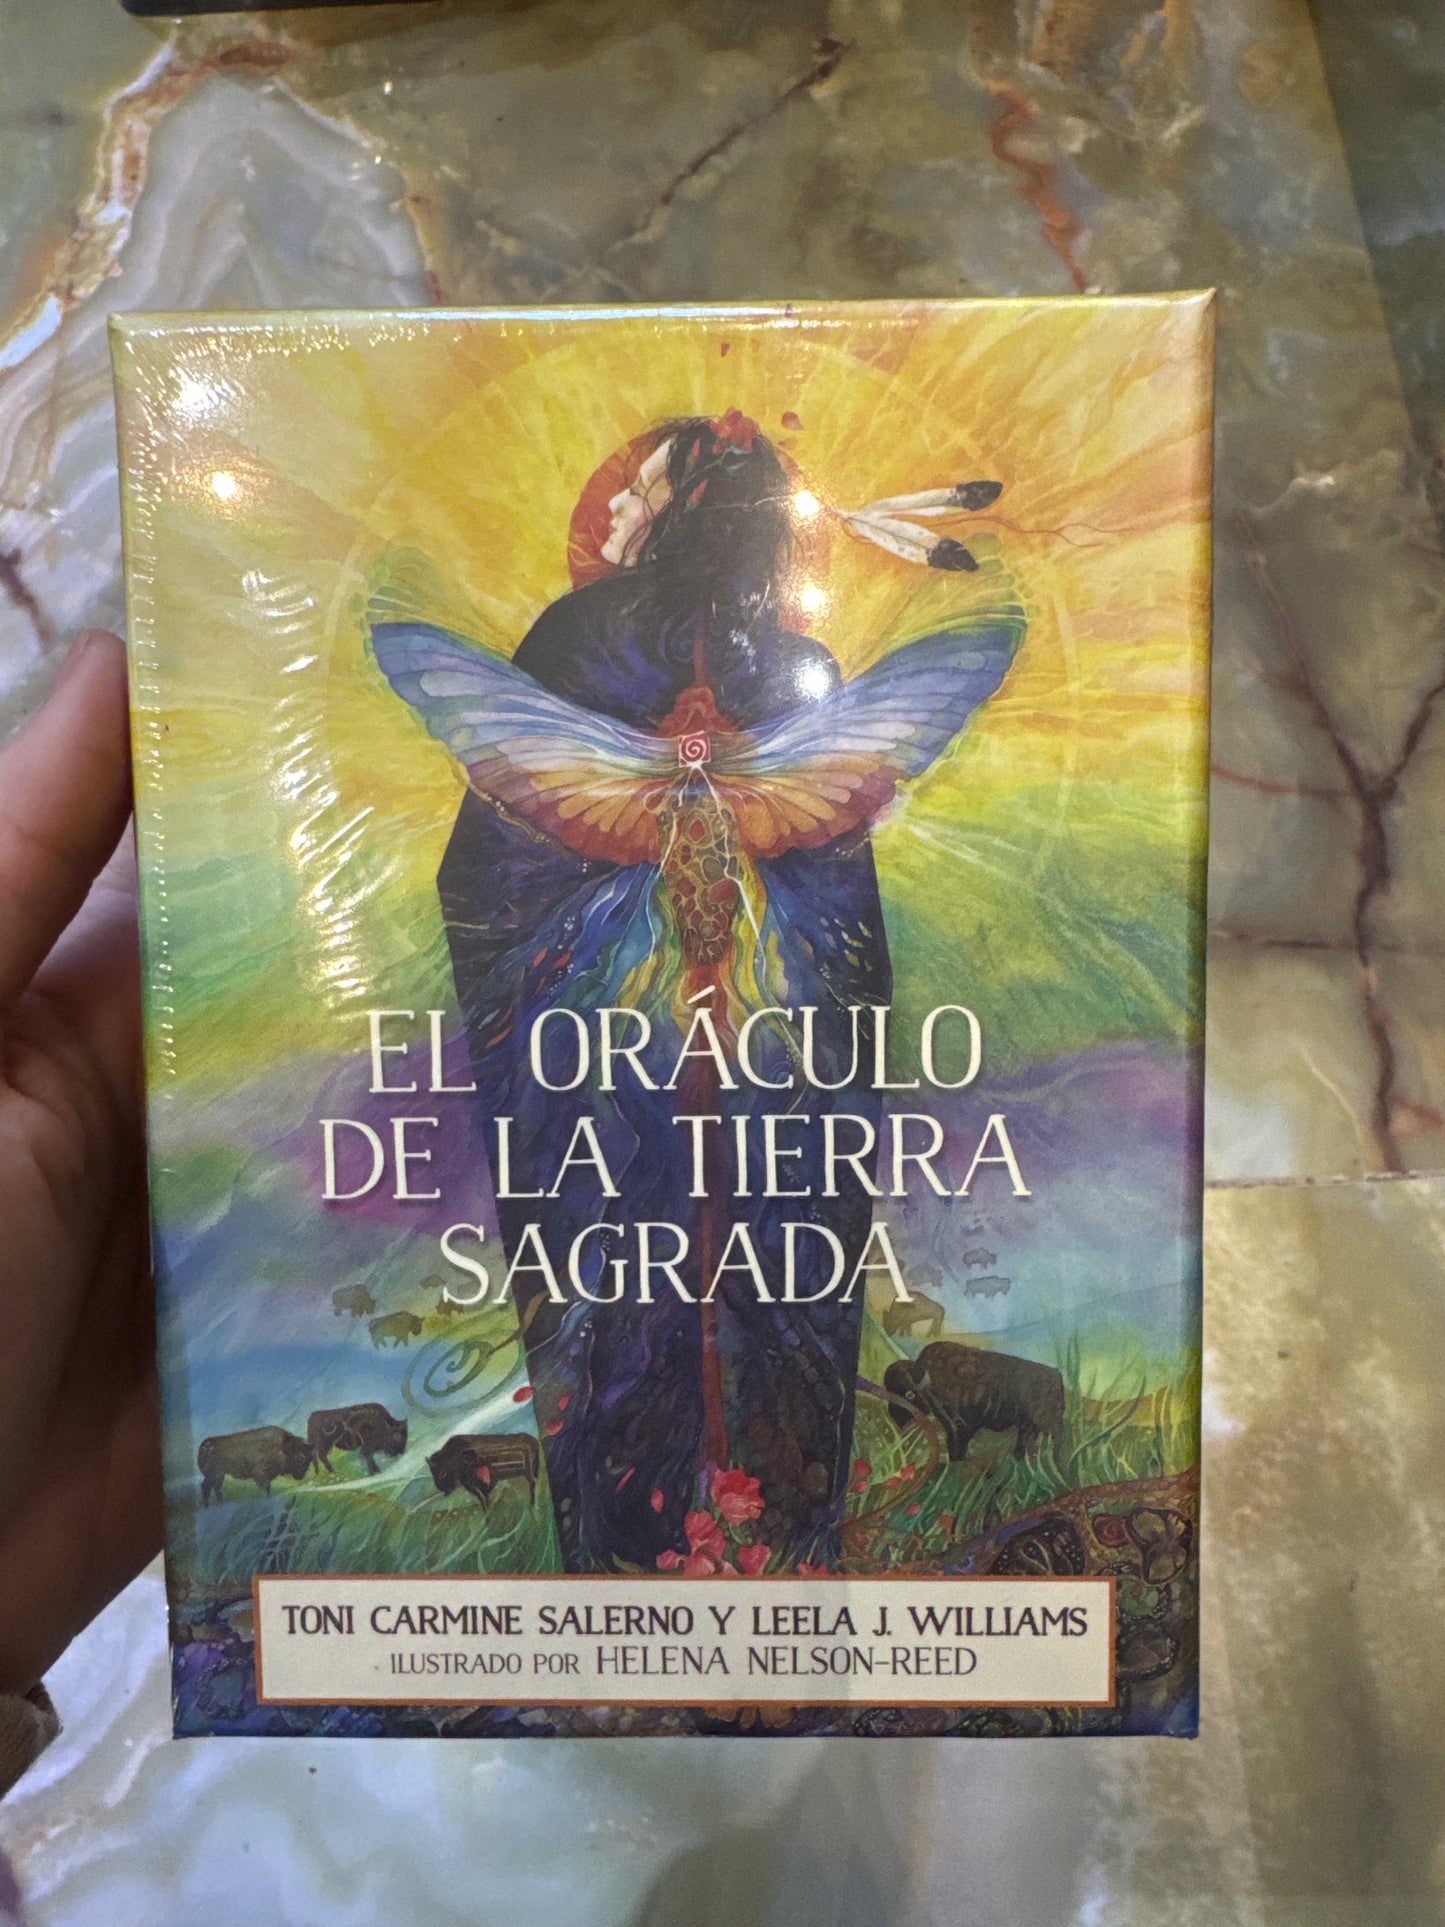 EL ORÁCULO
DE LA TIERRA
SAGRADA
TONI CARMINE SALERNO Y LEELA J. WILLIAMS
ILUSTRADO POR HELENA NELSON-REED